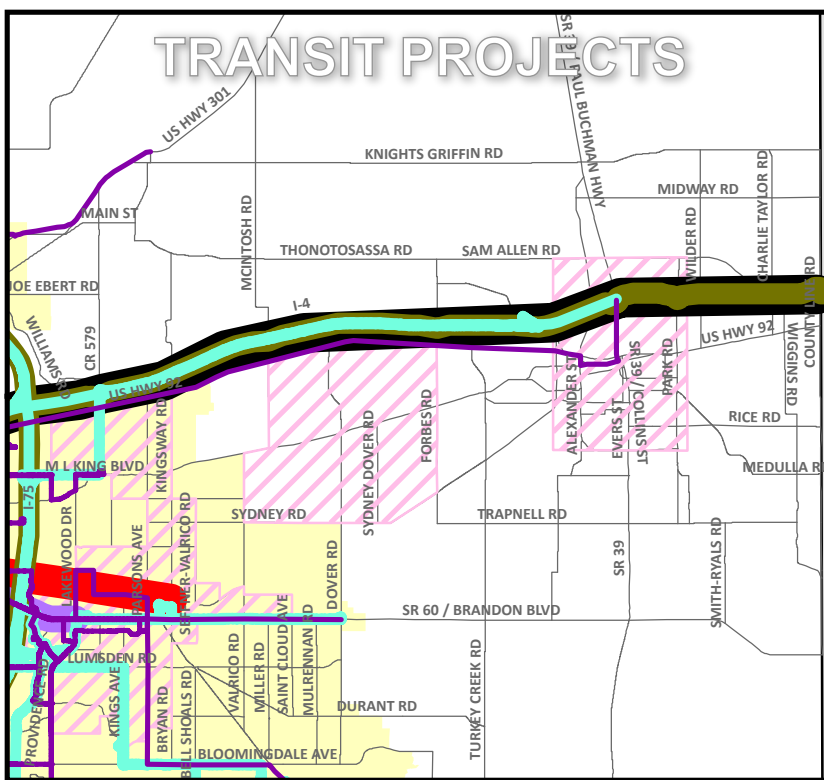 TRANSIT PROJECTS
SR 39 / PAUL BUCHMAN HWY
US HWY 301
KNIGHTS GRIFFIN RD
MIDWAY RD
CHARLIE TAYLOR RD
MAIN ST
MCINTOSH RD
WILDER RD
THONOTOSASSA RD
SAM ALLEN RD
COUNTY LINE RD
JOE EBERT RD
I-4
WILLIAMS RD
CR 579
US HWY 92
WIGGINS RD
US HWY 92
PARK RD
SR 39 / COLLINS ST
ALEXANDER ST
EVERS ST
FORBES RD
KINGSWAY RD
SYDNEY DOVER RD
RICE RD
M L KING BLVD
MEDULLA R
I-75
LAKEWOOD DR
SYDNEY RD
TRAPNELL RD
PARSONS AVE
SEFFNER-VALRICO RD
DOVER RD
SR 39
SMITH-RYALS RD
SR 60 / BRANDON BLVD
SAINT CLOUD AVE
MULRENNAN RD
VALRICO RD
MILLER RD
LUMSDEN RD
PROVIDENCE RD
KINGS AVE
BRYAN RD
BELL SHOALS RD
TURKEY CREEK RD
DURANT RD
BLOOMINGDALE AVE